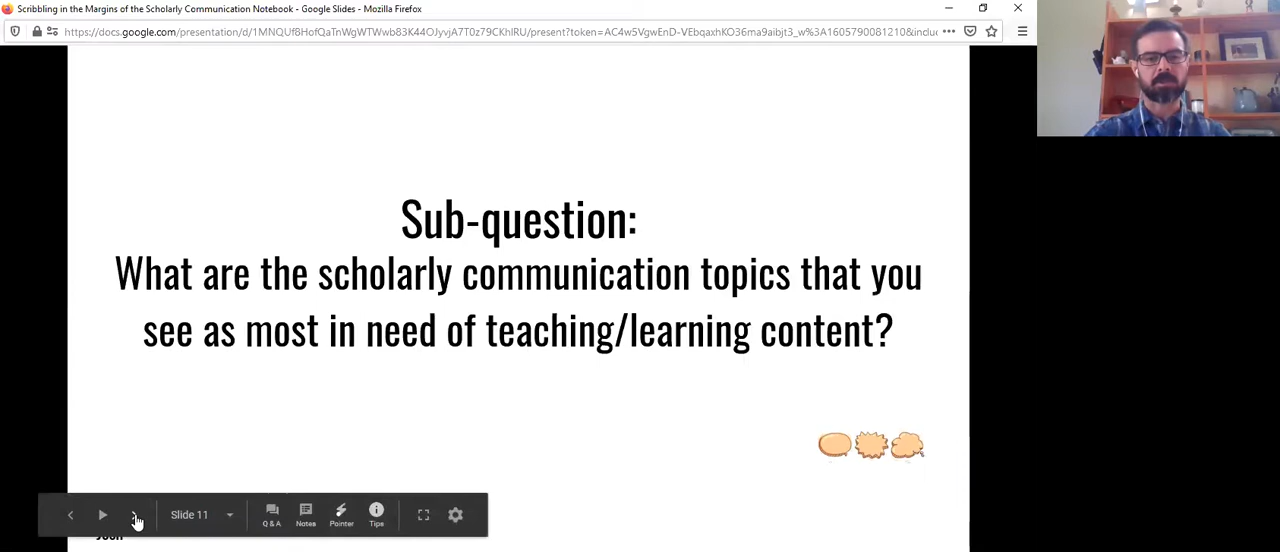 Scribbling in the Margins of the Scholarly Communication Notebook - Google Slides - Mozilla Firefox
Sub-question:
What are the scholarly communication topics that you
see as most in need of teaching/learning content?
Slide 11
Q & A
Notes
Pointer
Tips